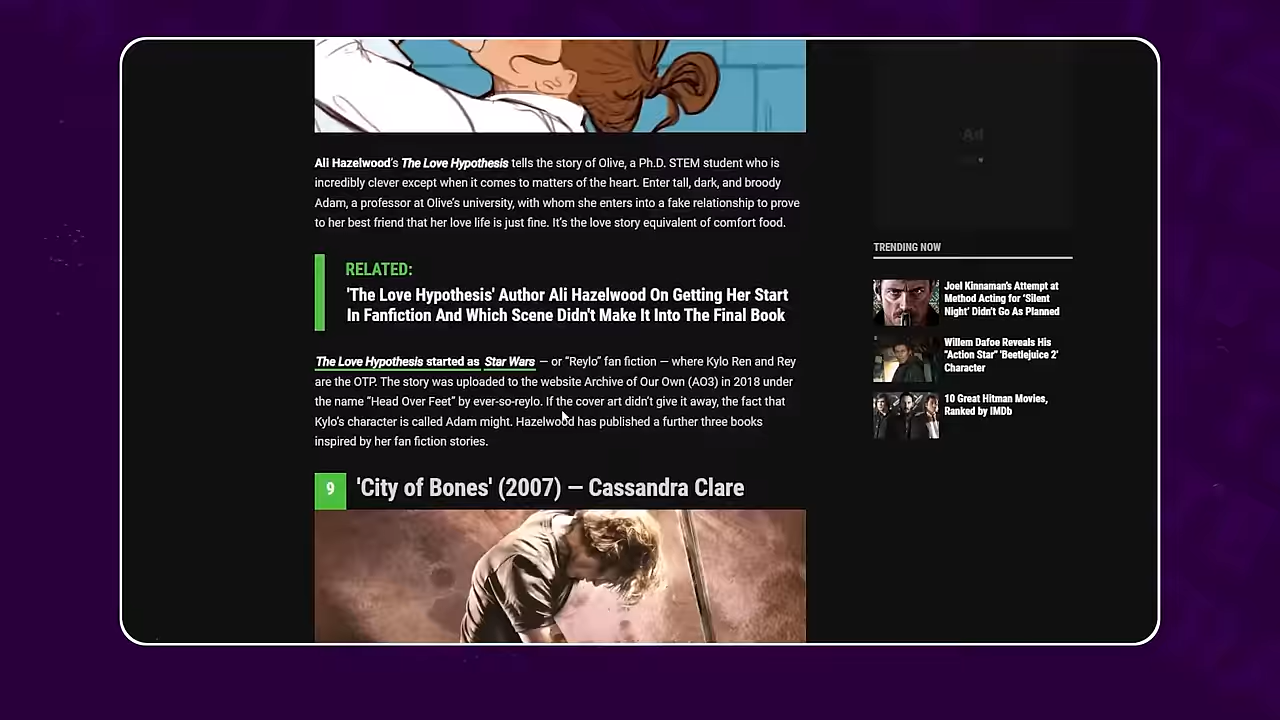 Ali Hazelwood's The Love Hypothesis tells the story of Olive, a Ph.D. STEM student who is
incredibly clever except when it comes to matters of the heart. Enter tall, dark, and broody
Adam, a professor at Olive's university, with whom she enters into a fake relationship to prove
to her best friend that her love life is just fine. It's the love story equivalent of comfort food.
RELATED:
'The Love Hypothesis' Author Ali Hazelwood On Getting Her Start
In Fanfiction And Which Scene Didn't Make It Into The Final Book
The Love Hypothesis started as Star Wars — or “Reylo” fan fiction — where Kylo Ren and Rey
are the OTP. The story was uploaded to the website Archive of Our Own (AO3) in 2018 under
the name “Head Over Feet” by ever-so-reylo. If the cover art didn't give it away, the fact that
Kylo's character is called Adam might. Hazelwood has published a further three books
inspired by her fan fiction stories.
9 'City of Bones' (2007) — Cassandra Clare
Ad
TRENDING NOW
Joel Kinnaman's Attempt at
Method Acting for ‘Silent
Night’ Didn't Go As Planned
Willem Dafoe Reveals His
“Action Star” 'Beetlejuice 2'
Character
10 Great Hitman Movies,
Ranked by IMDb